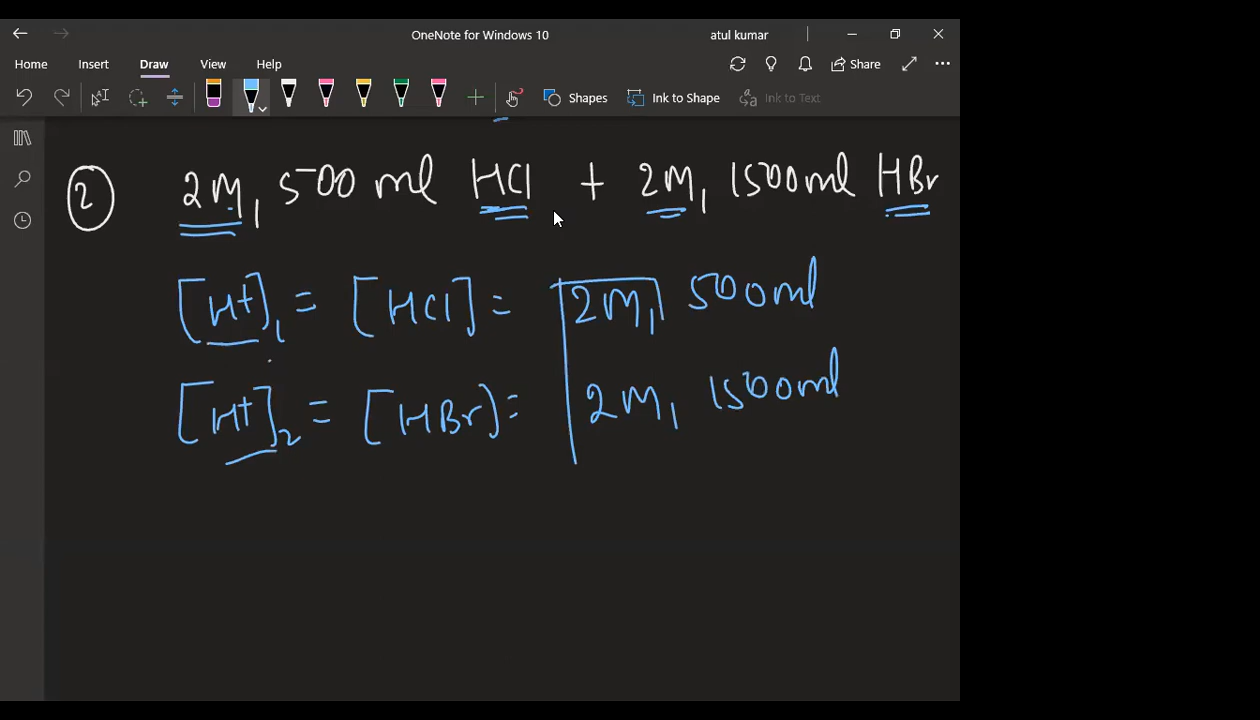 OneNote for Windows 10 atul kumar
Home Insert Draw View Help Share
Shapes Ink to Shape Ink to Text
② 2M, 500 ml HCl + 2M, 1500ml HBr
[H+]₁ = [HCl] = 2M, 500ml
[H+]₂ = [HBr] = 2M, 1500ml